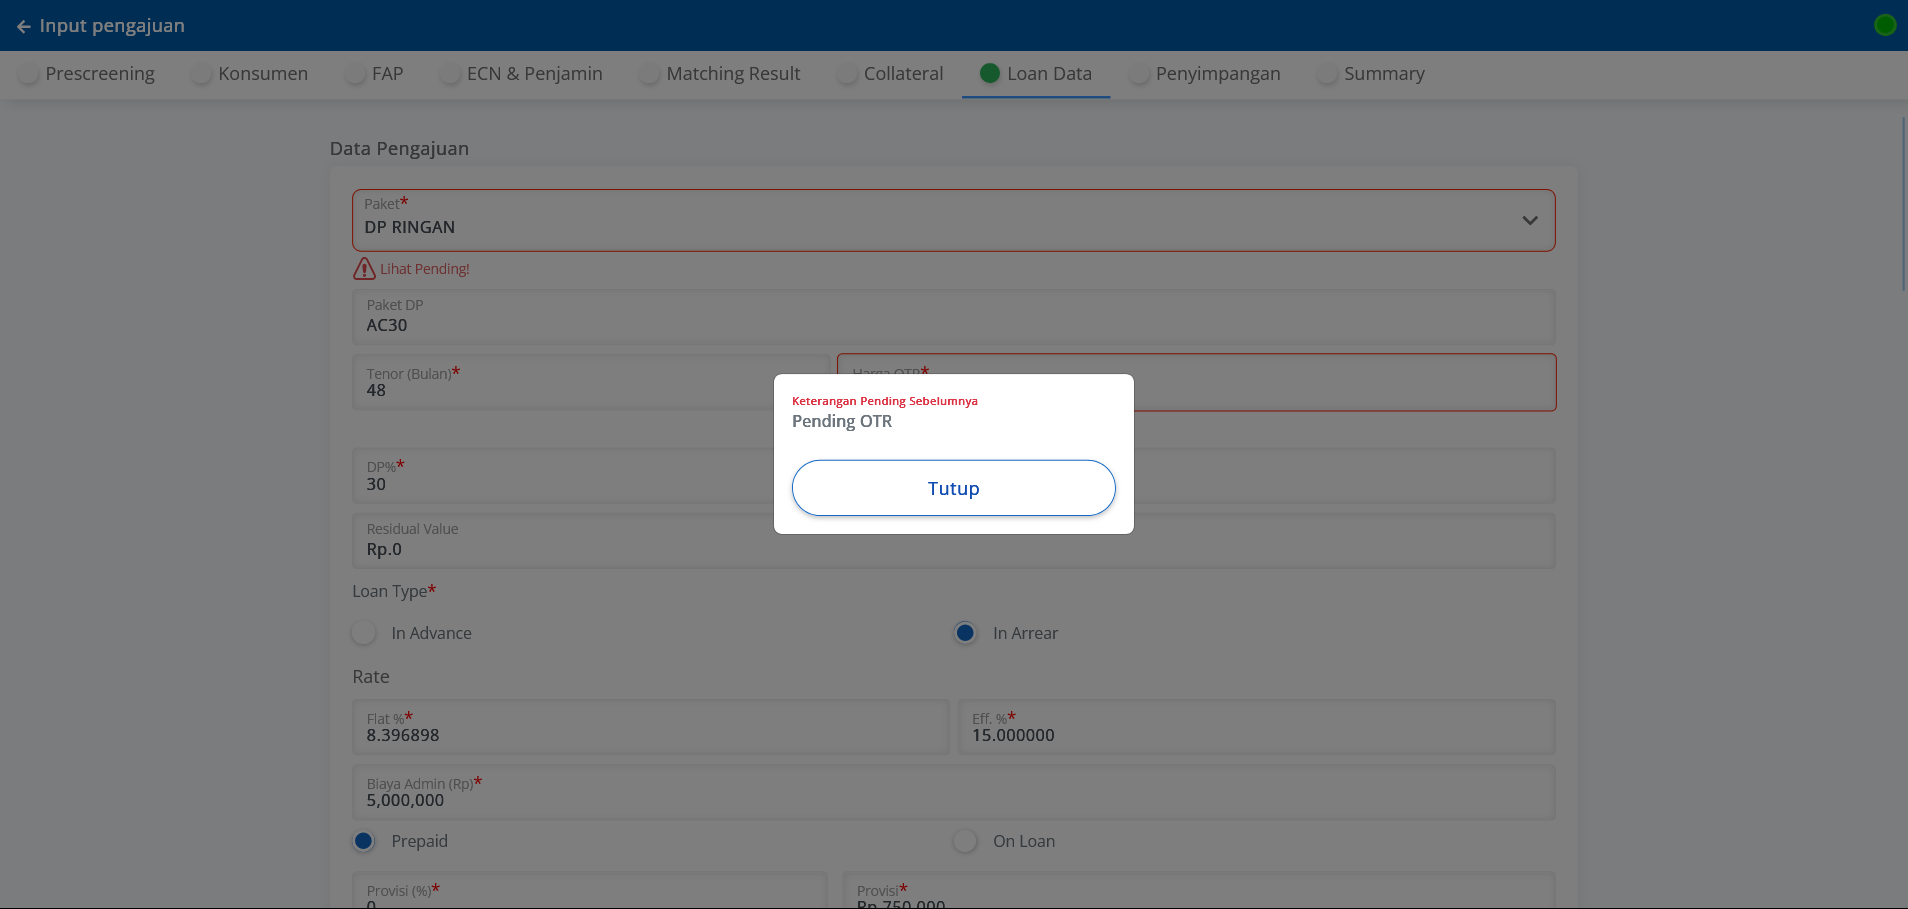 Input pengajuan
Prescreening Konsumen FAP ECN & Penjamin Matching Result Collateral Loan Data Penyimpangan Summary
Data Pengajuan
Paket*
DP RINGAN
Lihat Pending!
Paket DP
AC30
Tenor (Bulan)* Harga OTR*
48
Keterangan Pending Sebelumnya
Pending OTR
Tutup
DP%*
30
Residual Value
Rp.0
Loan Type*
In Advance In Arrear
Rate
Flat %* Eff. %*
8.396898 15.000000
Biaya Admin (Rp)*
5,000,000
Prepaid On Loan
Provisi (%)* Provisi*
0 Rp.750,000